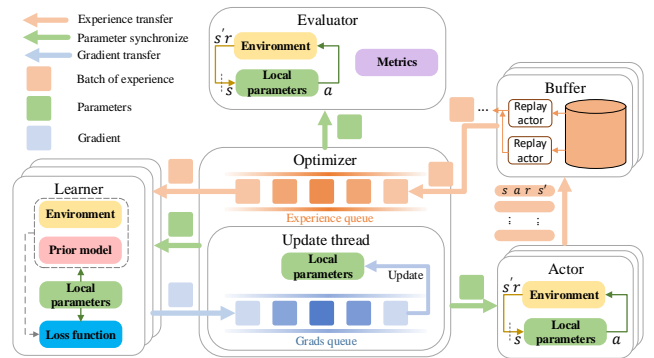 Experience transfer
Parameter synchronize
Gradient transfer
Batch of experience
Parameters
Gradient
Evaluator
s'r
Environment
Metrics
Local
parameters
s
a
Buffer
...
Replay
actor
Replay
actor
Optimizer
Experience queue
Learner
Environment
Prior model
Local
parameters
Loss function
Update thread
Local
parameters
Update
Grads queue
s a r s'
Actor
s'r
Environment
Local
parameters
s
a